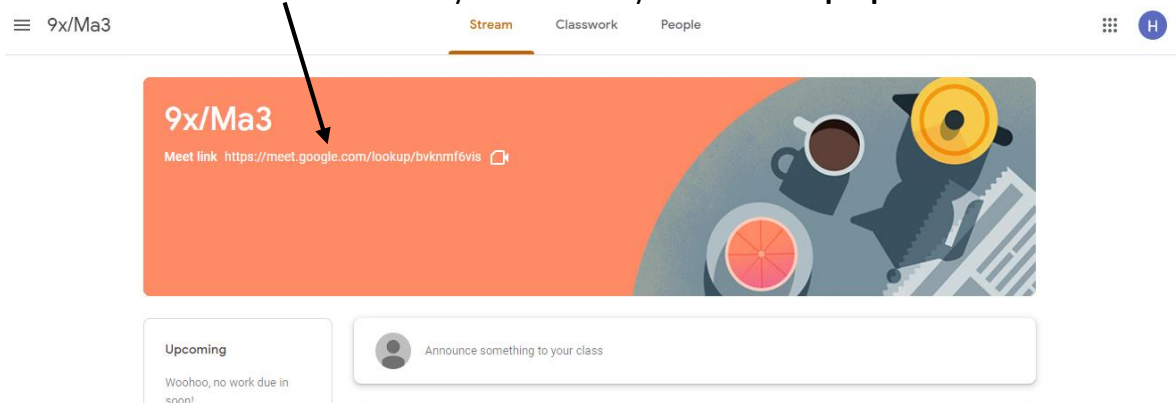 9x/Ma3
Stream Classwork People
H
9x/Ma3
Meet link https://meet.google.com/lookup/bvknmf6vis
Upcoming
Woohoo, no work due in
soon!
Announce something to your class